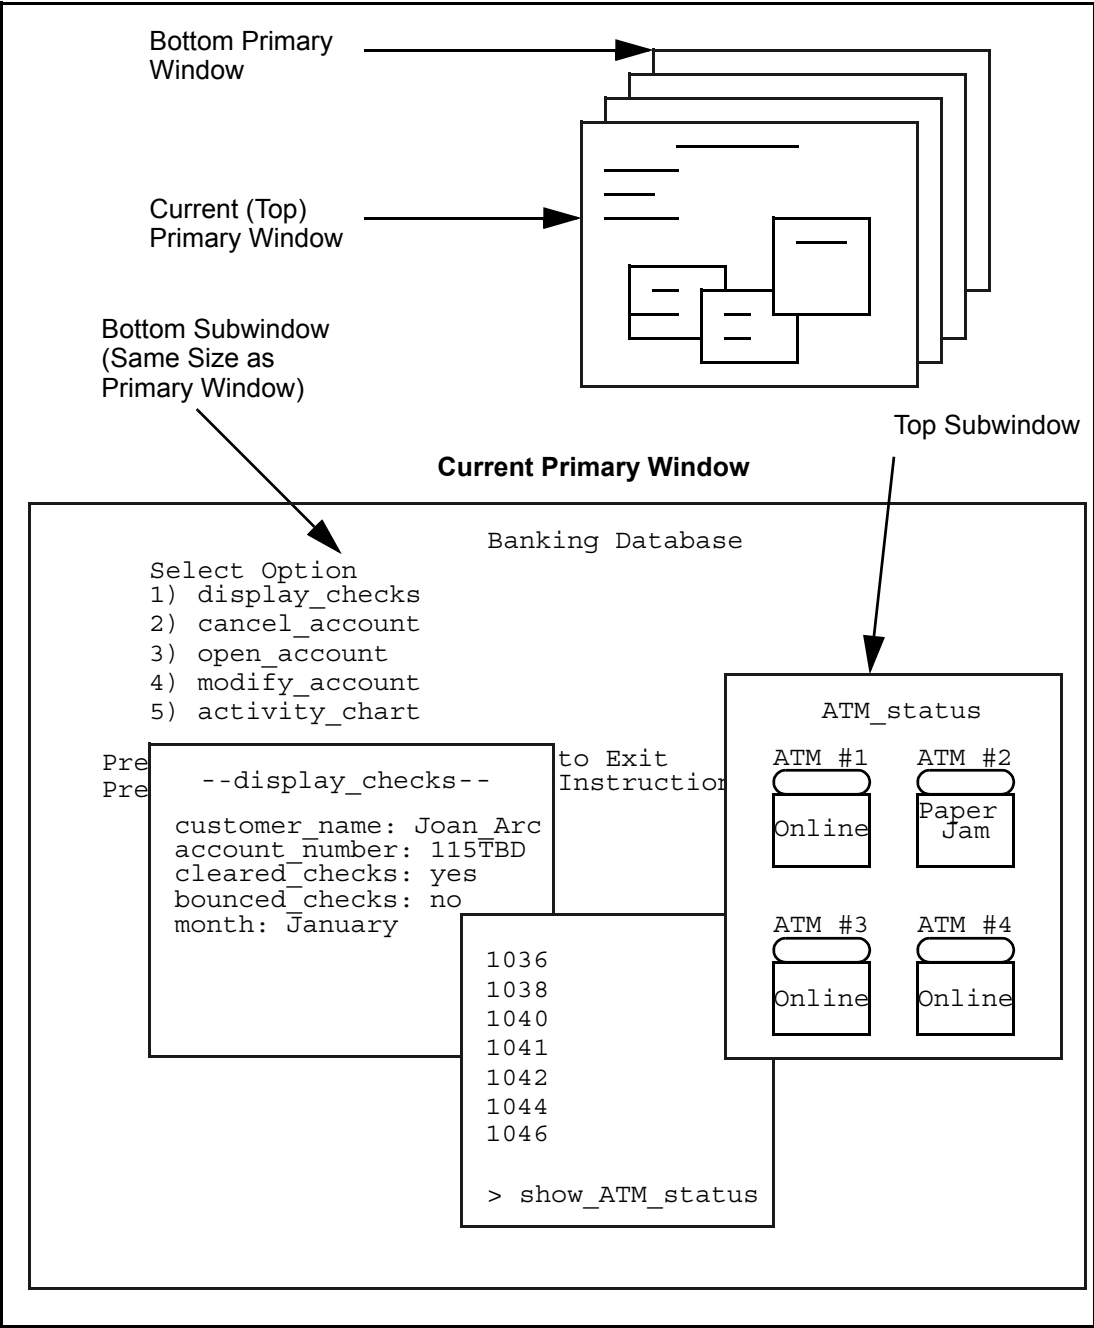 Bottom Primary
Window
Current (Top)
Primary Window
Bottom Subwindow
(Same Size as
Primary Window)
Top Subwindow
Current Primary Window
Banking Database
Select Option
1) display_checks
2) cancel_account
3) open_account
4) modify_account
5) activity_chart
Pre to Exit
Pre Instruction
--display_checks--
customer_name: Joan_Arc
account_number: 115TBD
cleared_checks: yes
bounced_checks: no
month: January
1036
1038
1040
1041
1042
1044
1046
> show_ATM_status
ATM_status
ATM #1 ATM #2
Online Paper
Jam
ATM #3 ATM #4
Online Online